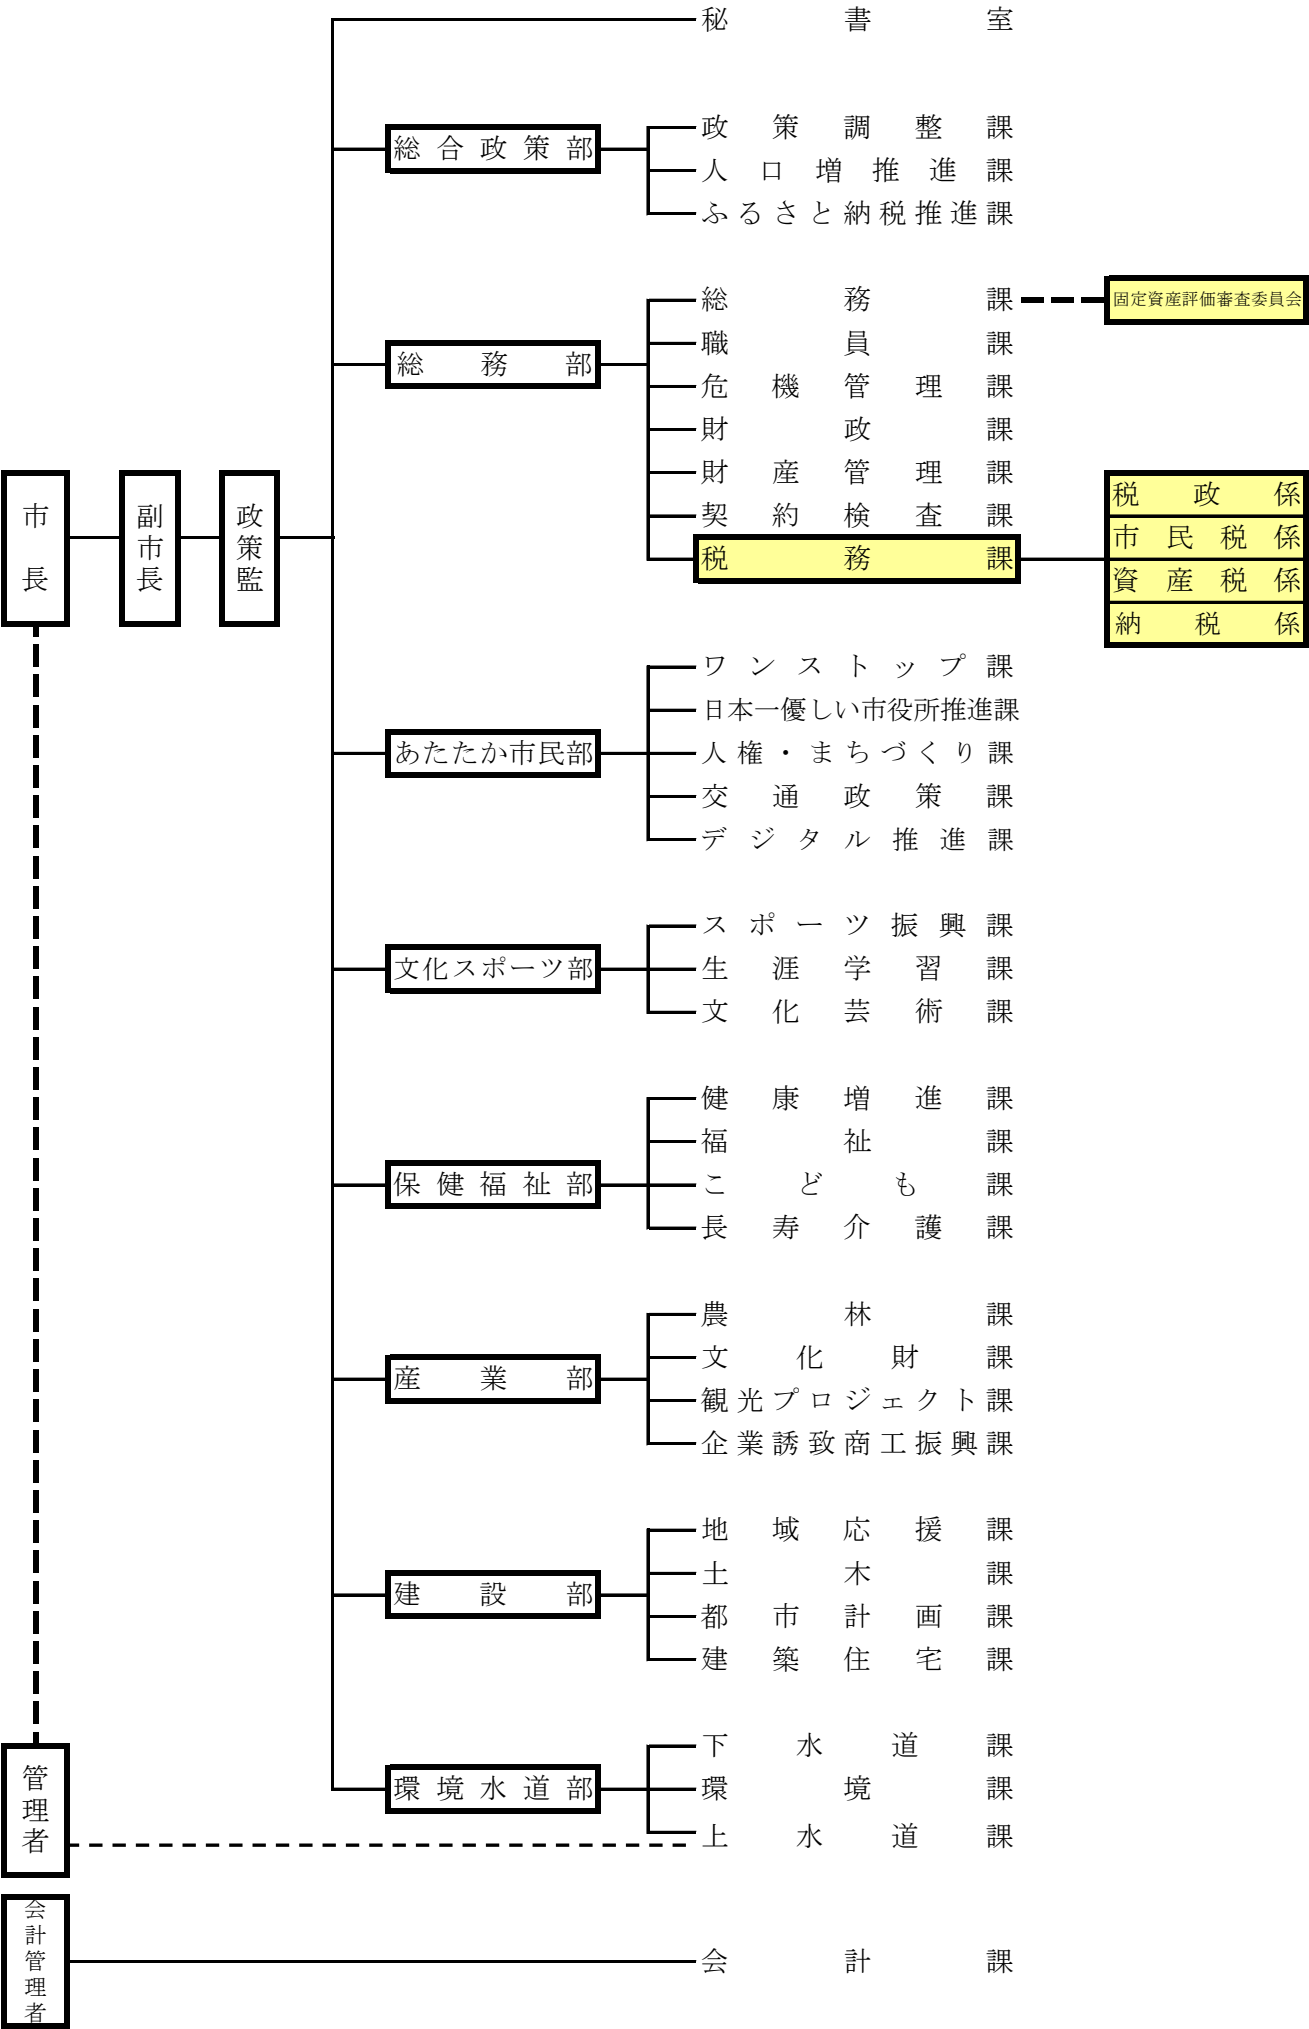 秘書室
総合政策部
政策調整課
人口増推進課
ふるさと納税推進課
総務部
総務課
固定資産評価審査委員会
職員課
危機管理課
財政課
財産管理課
契約検査課
税務課
税政係
市民税係
資産税係
納税係
市長
副市長
政策監
あたたか市民部
ワンストップ課
日本一優しい市役所推進課
人権・まちづくり課
交通政策課
デジタル推進課
文化スポーツ部
スポーツ振興課
生涯学習課
文化芸術課
保健福祉部
健康増進課
福祉課
こども課
長寿介護課
産業部
農林課
文化財課
観光プロジェクト課
企業誘致商工振興課
建設部
地域応援課
土木課
都市計画課
建築住宅課
環境水道部
下水道課
環境課
上水道課
管理者
会計管理者
会計課